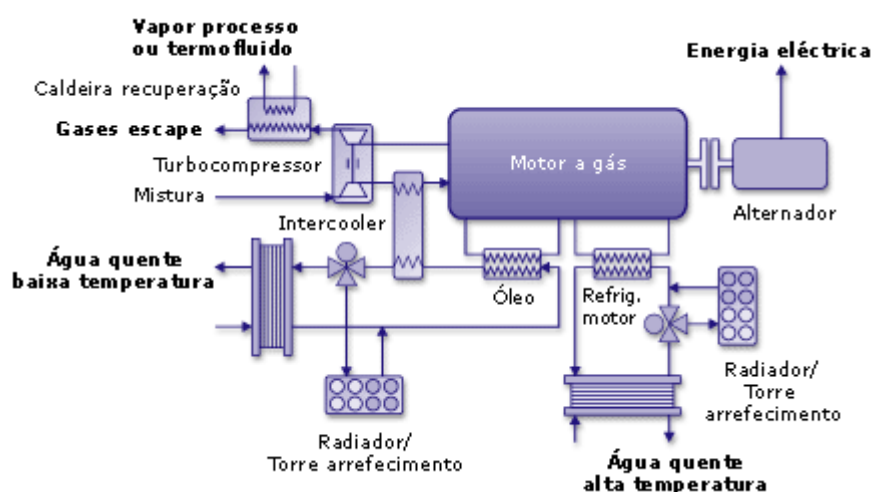 Vapor processo
ou termofluido
Energia eléctrica
Caldeira recuperação
Gases escape
Turbocompressor
Motor a gás
Mistura
Alternador
Intercooler
Água quente
baixa temperatura
Óleo
Refrig.
motor
Radiador/
Torre
arrefecimento
Radiador/
Torre arrefecimento
Água quente
alta temperatura